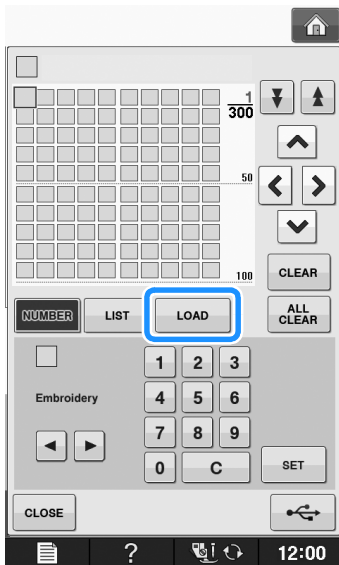 1
300
50
100
CLEAR
NUMBER LIST LOAD ALL CLEAR
1 2 3
Embroidery 4 5 6
7 8 9
0 C SET
CLOSE
? 12:00